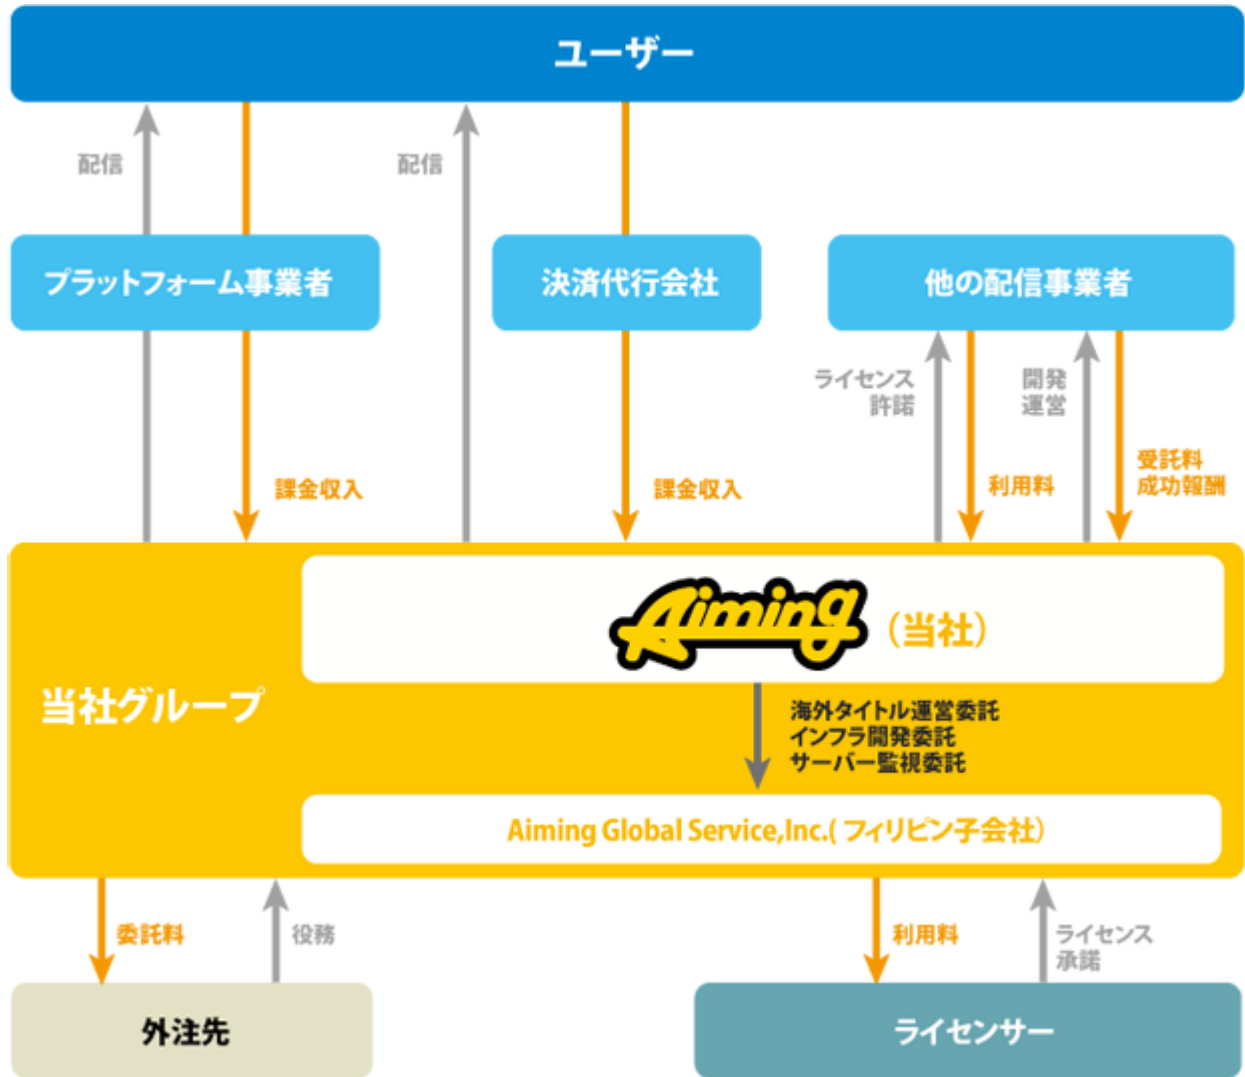 ユーザー
配信
配信
プラットフォーム事業者
決済代行会社
他の配信事業者
ライセンス
許諾
開発
運営
課金収入
課金収入
利用料
受託料
成功報酬
Aiming（当社）
当社グループ
海外タイトル運営委託
インフラ開発委託
サーバー監視委託
Aiming Global Service,Inc.( フィリピン子会社）
委託料
役務
利用料
ライセンス
承諾
外注先
ライセンサー